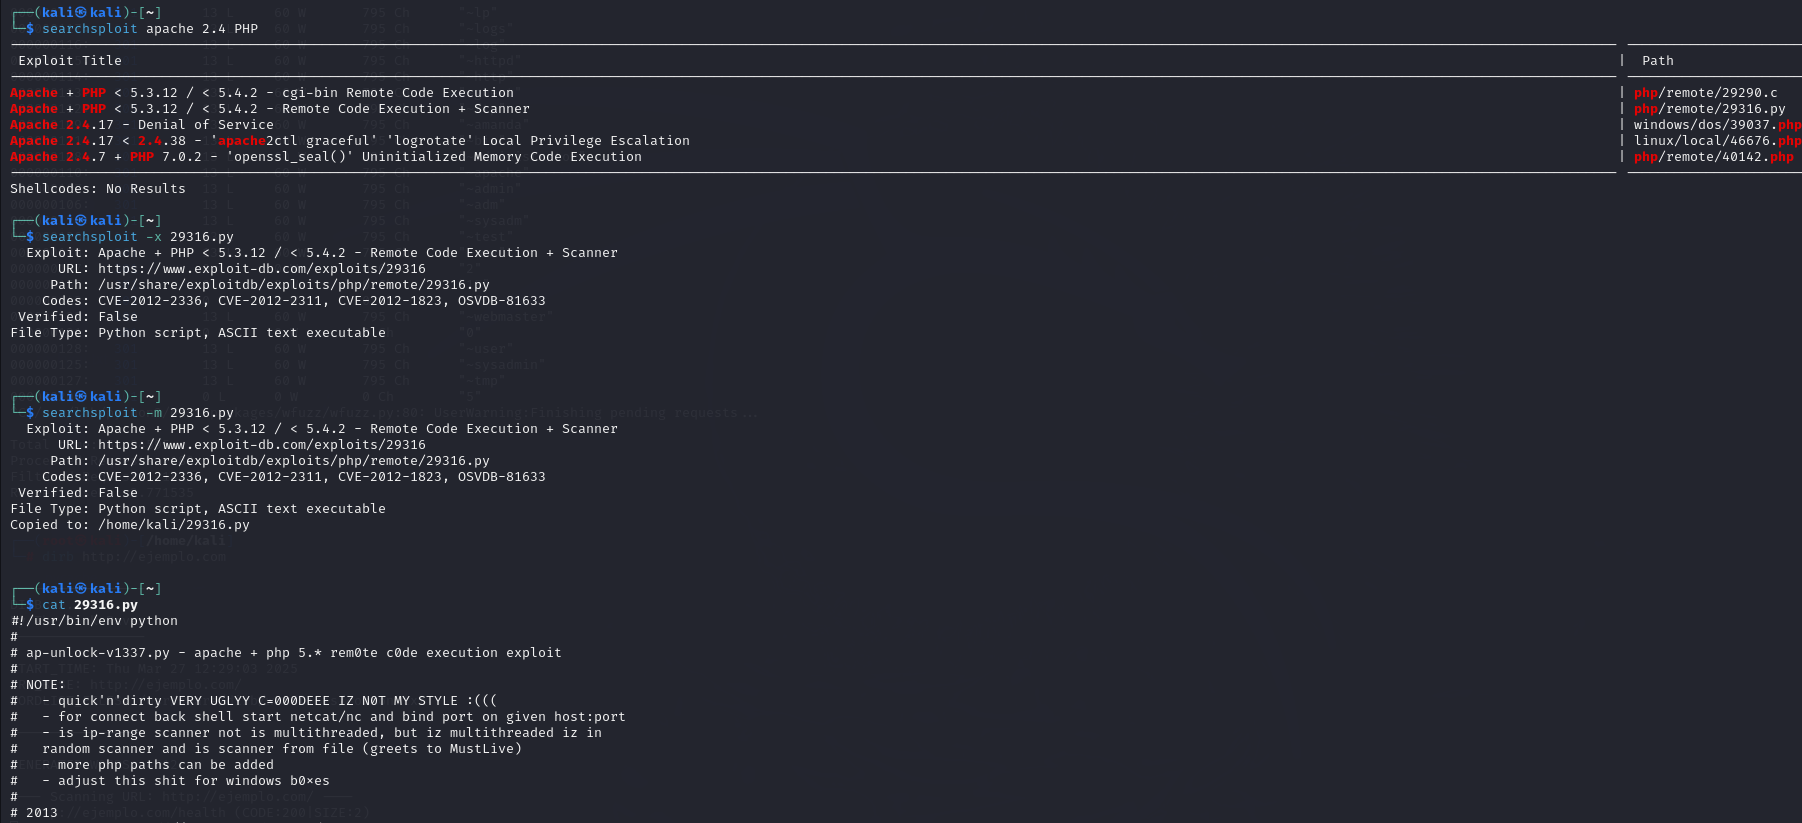 ┌──(kali㉿kali)-[~]
└─$ searchsploit apache 2.4 PHP
Exploit Title | Path
Apache + PHP < 5.3.12 / < 5.4.2 - cgi-bin Remote Code Execution | php/remote/29290.c
Apache + PHP < 5.3.12 / < 5.4.2 - Remote Code Execution + Scanner | php/remote/29316.py
Apache 2.4.17 - Denial of Service | windows/dos/39037.php
Apache 2.4.17 < 2.4.38 - 'apache2ctl graceful' 'logrotate' Local Privilege Escalation | linux/local/46676.php
Apache 2.4.7 + PHP 7.0.2 - 'openssl_seal()' Uninitialized Memory Code Execution | php/remote/40142.php
Shellcodes: No Results
┌──(kali㉿kali)-[~]
└─$ searchsploit -x 29316.py
Exploit: Apache + PHP < 5.3.12 / < 5.4.2 - Remote Code Execution + Scanner
URL: https://www.exploit-db.com/exploits/29316
Path: /usr/share/exploitdb/exploits/php/remote/29316.py
Codes: CVE-2012-2336, CVE-2012-2311, CVE-2012-1823, OSVDB-81633
Verified: False
File Type: Python script, ASCII text executable
┌──(kali㉿kali)-[~]
└─$ searchsploit -m 29316.py
Exploit: Apache + PHP < 5.3.12 / < 5.4.2 - Remote Code Execution + Scanner
URL: https://www.exploit-db.com/exploits/29316
Path: /usr/share/exploitdb/exploits/php/remote/29316.py
Codes: CVE-2012-2336, CVE-2012-2311, CVE-2012-1823, OSVDB-81633
Verified: False
File Type: Python script, ASCII text executable
Copied to: /home/kali/29316.py
┌──(kali㉿kali)-[~]
└─$ cat 29316.py
#!/usr/bin/env python
#
# ap-unlock-v1337.py - apache + php 5.* rem0te c0de execution exploit
#
# NOTE:
#   - quick'n'dirty VERY UGLYY C=000DEEE IZ N0T MY STYLE :(((
#   - for connect back shell start netcat/nc and bind port on given host:port
#   - is ip-range scanner not is multithreaded, but iz multithreaded iz in
#   random scanner and is scanner from file (greets to MustLive)
#   - more php paths can be added
#   - adjust this shit for windows b0xes
#
# 2013